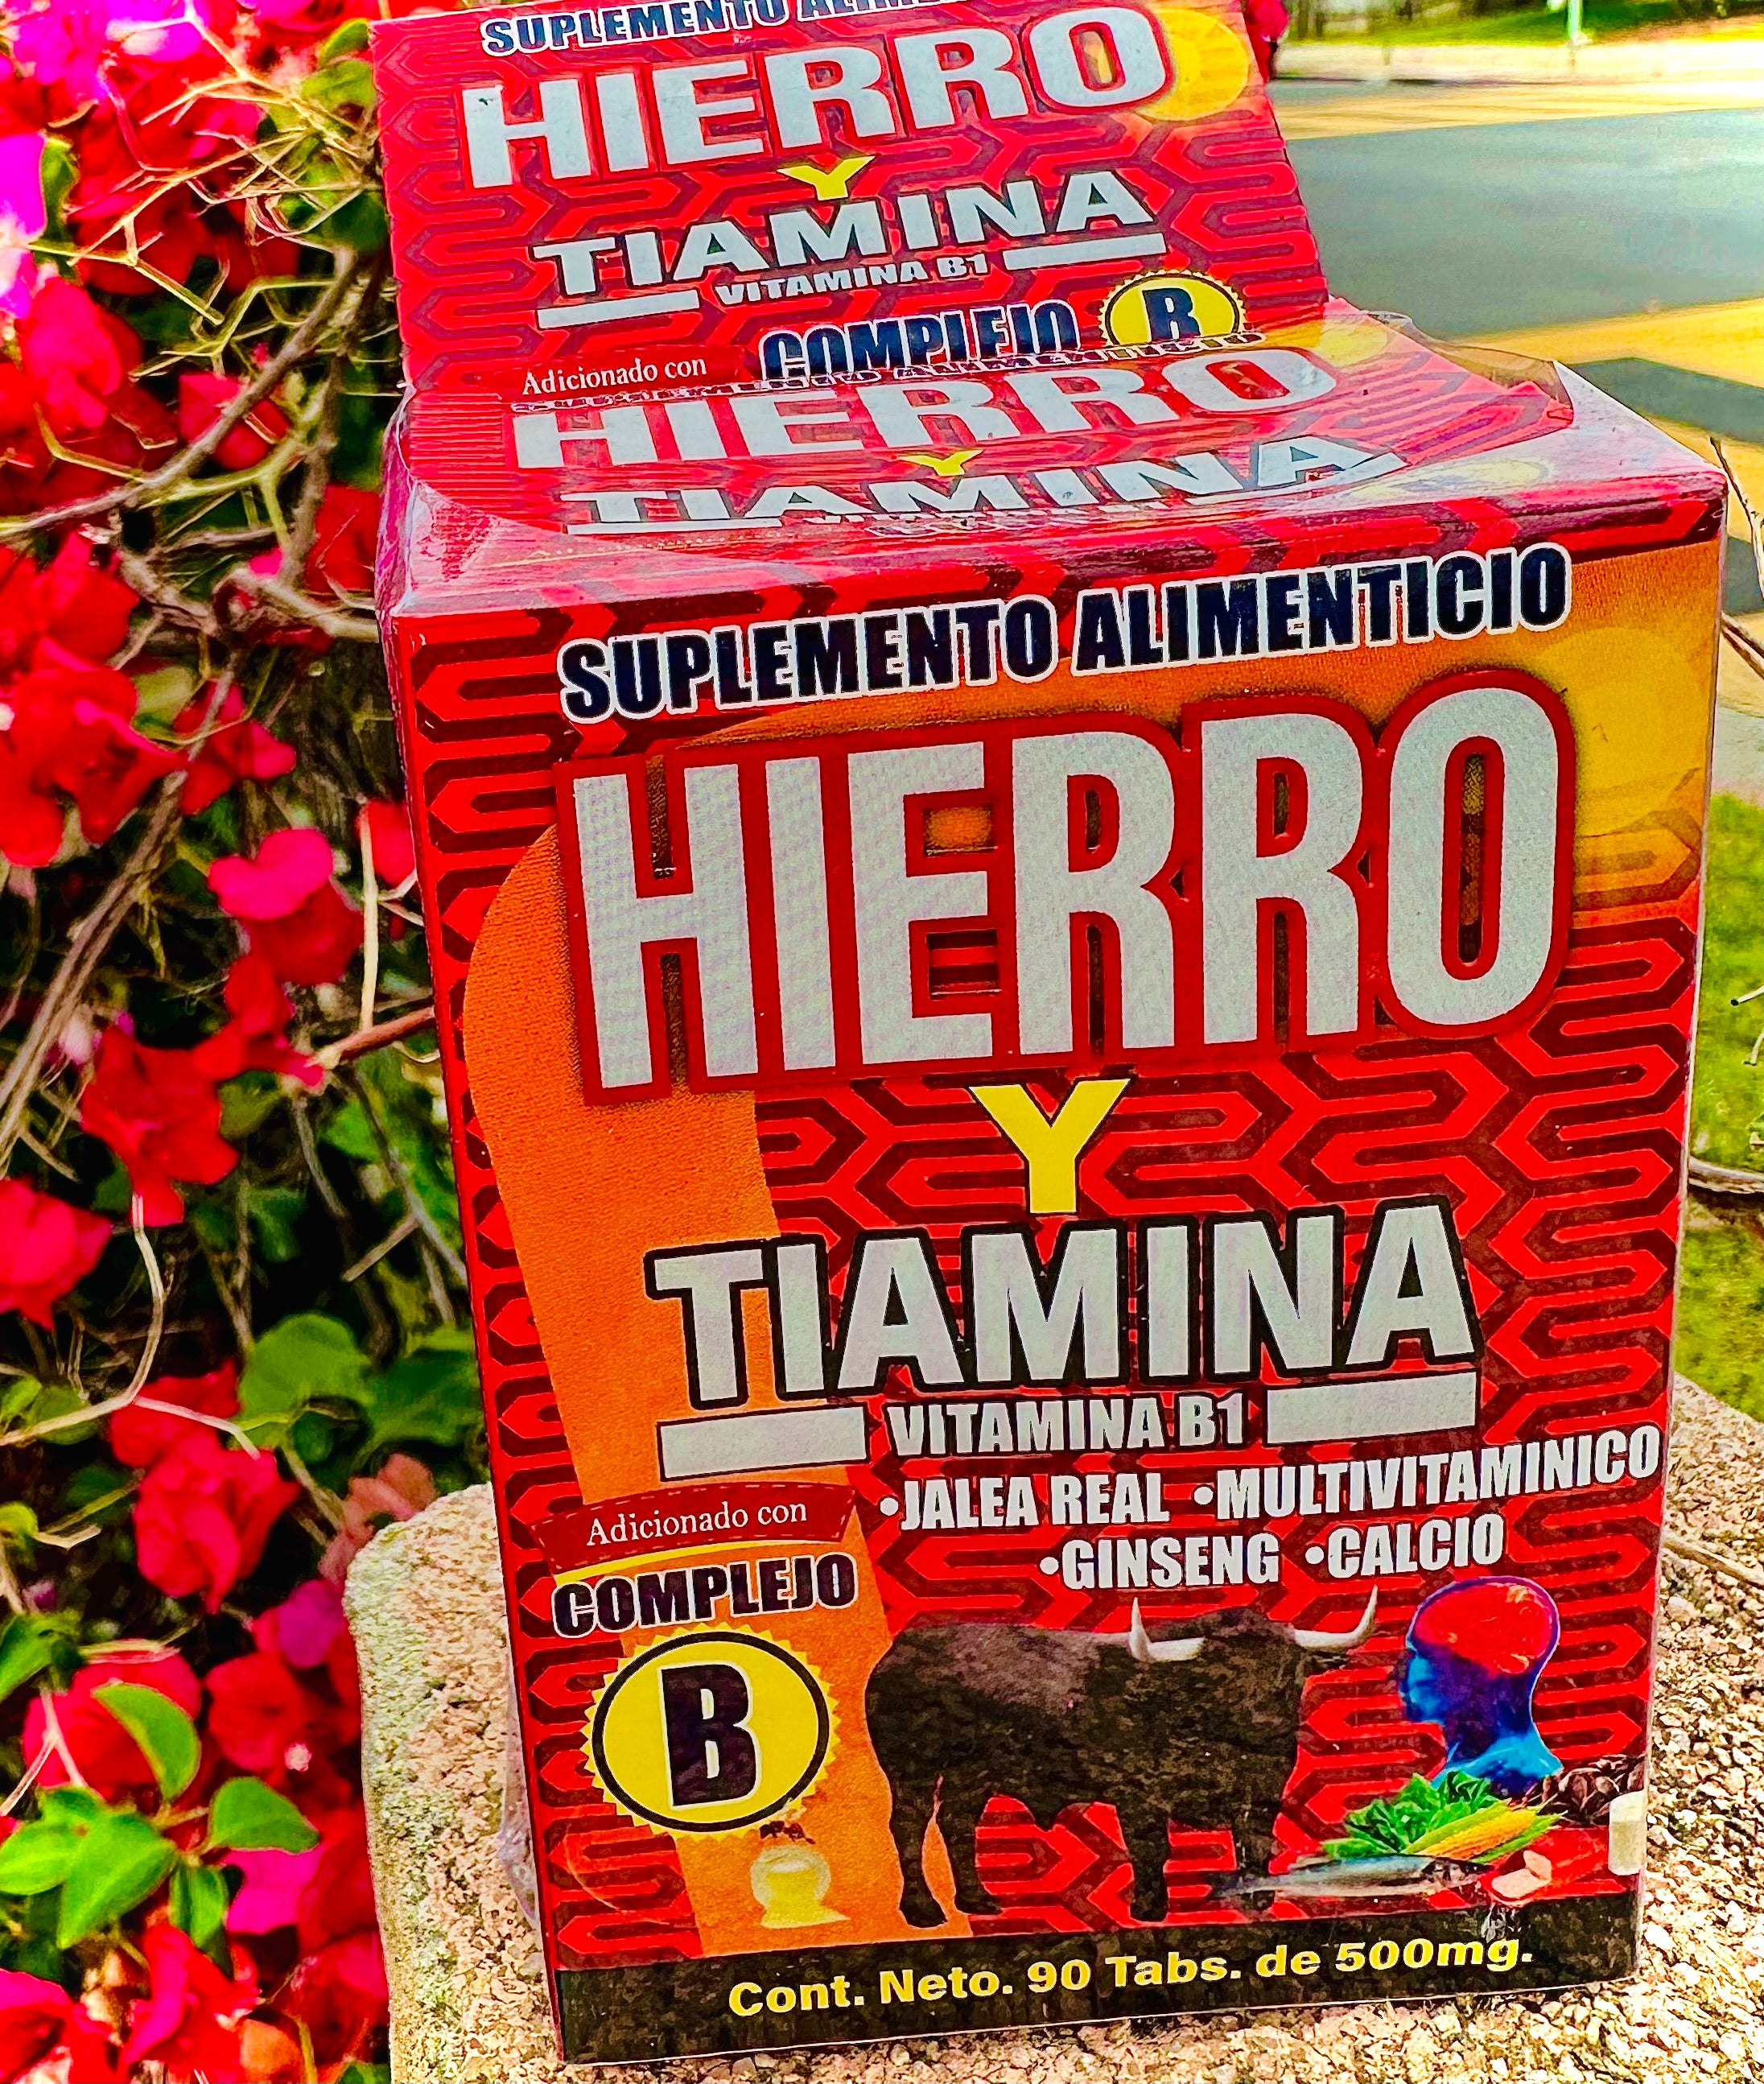 SUPLEMENTO
HIERRO
Y
TIAMINA
VITAMINA B1
Adicionado con
COMPLEJO B
HIERRO
Y
TIAMINA
SUPLEMENTO ALIMENTICIO
HIERRO
Y
TIAMINA
VITAMINA B1
•JALEA REAL •MULTIVITAMINICO
•GINSENG •CALCIO
Adicionado con
COMPLEJO
B
Cont. Neto. 90 Tabs. de 500mg.